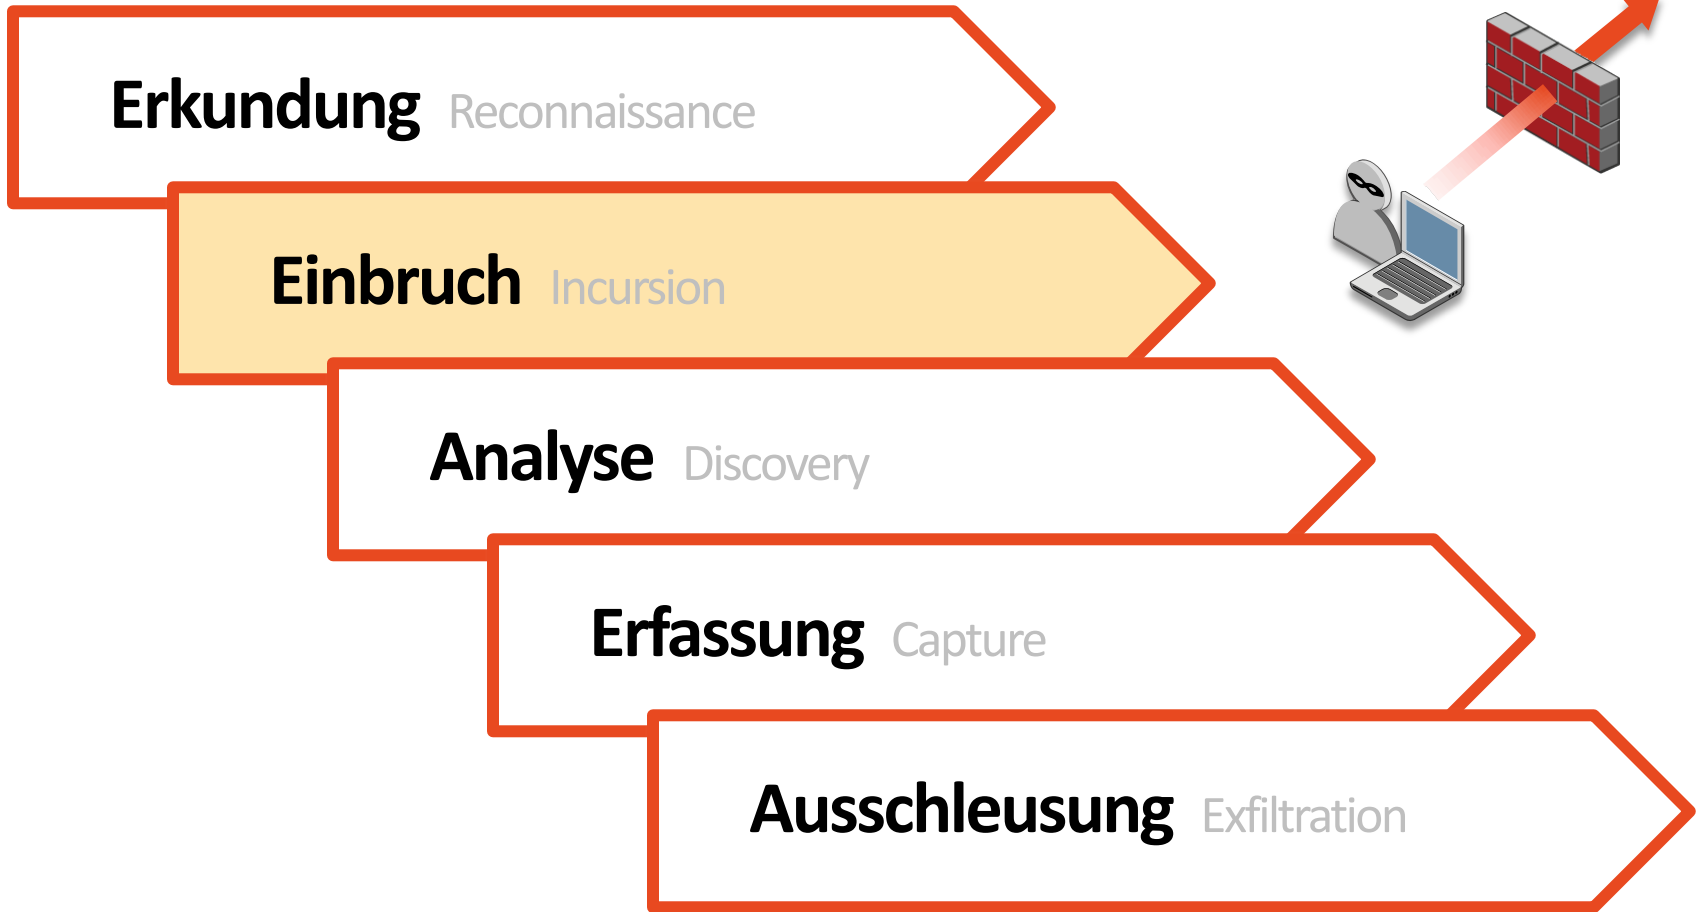 Erkundung Reconnaissance
Einbruch Incursion
Analyse Discovery
Erfassung Capture
Ausschleusung Exfiltration